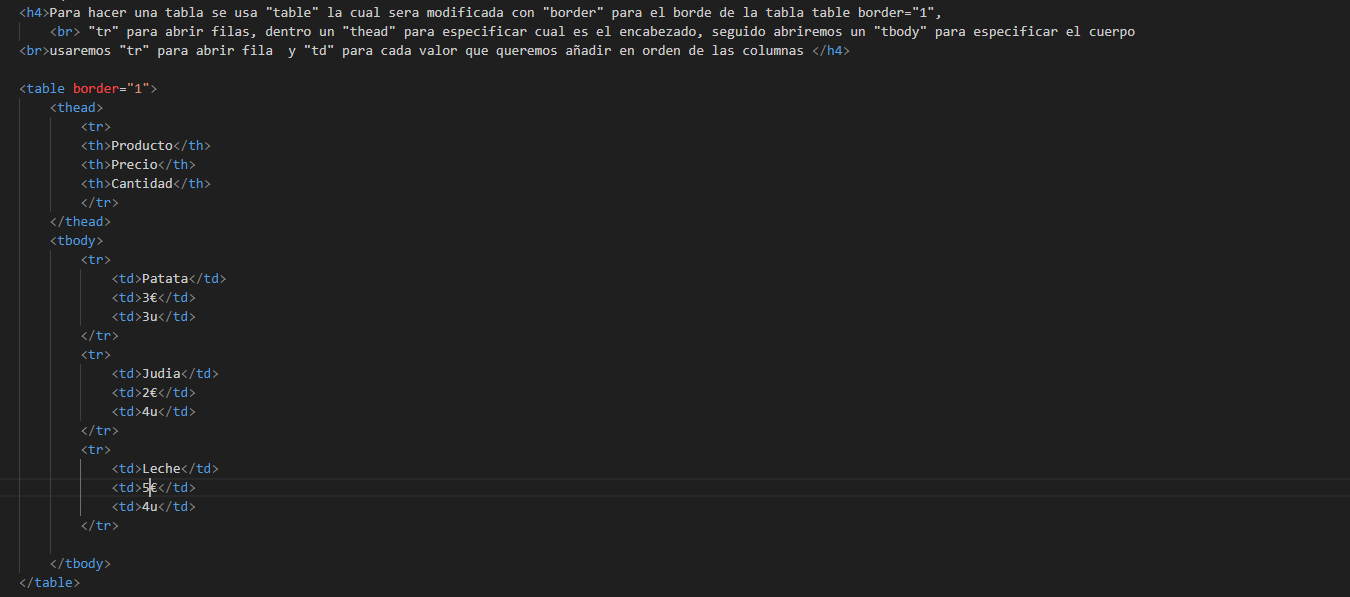 <h4>Para hacer una tabla se usa "table" la cual sera modificada con "border" para el borde de la tabla table border="1",
<br> "tr" para abrir filas, dentro un "thead" para especificar cual es el encabezado, seguido abriremos un "tbody" para especificar el cuerpo
<br>usaremos "tr" para abrir fila  y "td" para cada valor que queremos añadir en orden de las columnas </h4>
<table border="1">
<thead>
<tr>
<th>Producto</th>
<th>Precio</th>
<th>Cantidad</th>
</tr>
</thead>
<tbody>
<tr>
<td>Patata</td>
<td>3€</td>
<td>3u</td>
</tr>
<tr>
<td>Judia</td>
<td>2€</td>
<td>4u</td>
</tr>
<tr>
<td>Leche</td>
<td>5€</td>
<td>4u</td>
</tr>
</tbody>
</table>